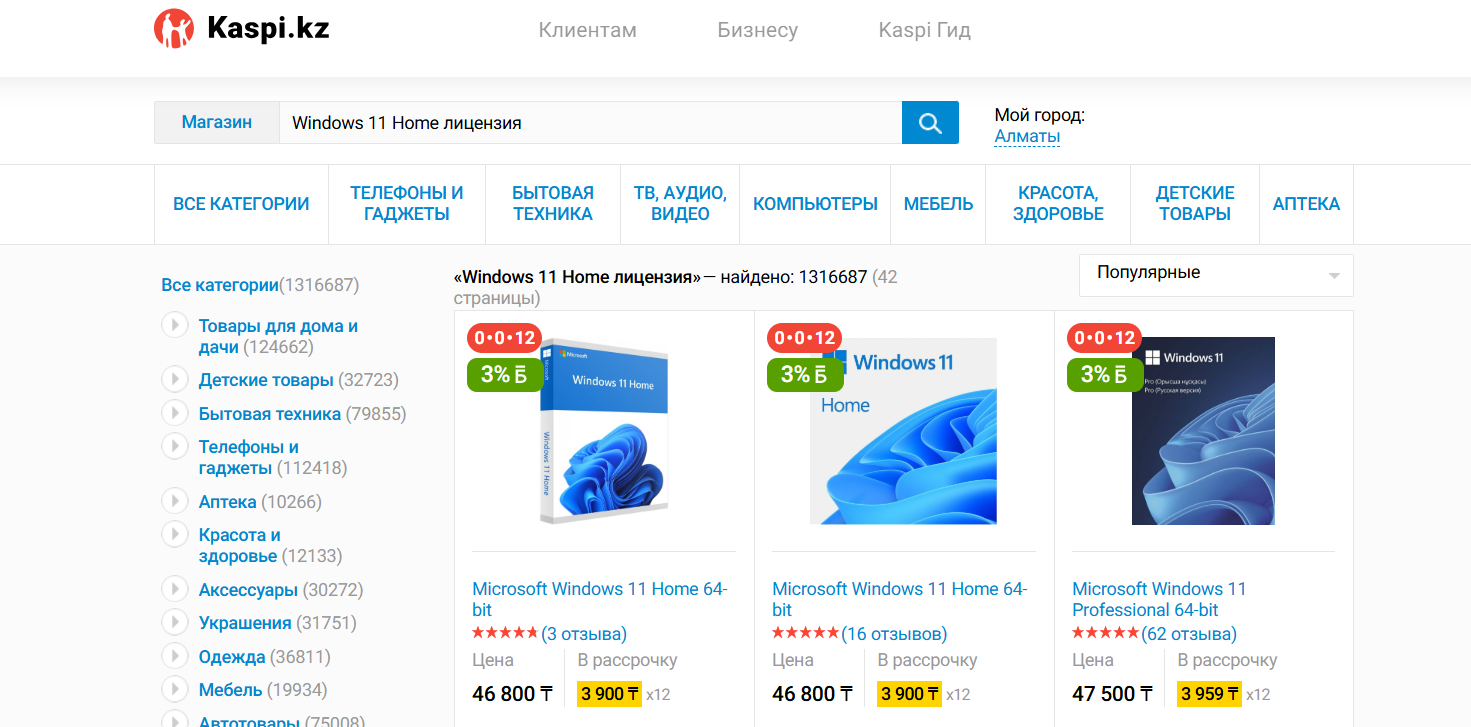 Kaspi.kz
Клиентам
Бизнесу
Kaspi Гид
Магазин
Windows 11 Home лицензия
Мой город:
Алматы
ВСЕ КАТЕГОРИИ
ТЕЛЕФОНЫ И
ГАДЖЕТЫ
БЫТОВАЯ
ТЕХНИКА
ТВ, АУДИО,
ВИДЕО
КОМПЬЮТЕРЫ
МЕБЕЛЬ
КРАСОТА,
ЗДОРОВЬЕ
ДЕТСКИЕ
ТОВАРЫ
АПТЕКА
Все категории(1316687)
Товары для дома и
дачи (124662)
Детские товары (32723)
Бытовая техника (79855)
Телефоны и
гаджеты (112418)
Аптека (10266)
Красота и
здоровье (12133)
Аксессуары (30272)
Украшения (31751)
Одежда (36811)
Мебель (19934)
Автотовары (75008)
«Windows 11 Home лицензия»— найдено: 1316687 (42
страницы)
Популярные
0•0•12
3% Б
Microsoft
Windows 11 Home
Windows 11 Home
Microsoft Windows 11 Home 64-
bit
(3 отзыва)
Цена
В рассрочку
46 800 ₸
3 900 ₸ x12
0•0•12
3% Б
Windows 11
Home
Microsoft Windows 11 Home 64-
bit
(16 отзывов)
Цена
В рассрочку
46 800 ₸
3 900 ₸ x12
0•0•12
3% Б
Windows 11
Pro (Орысша нұсқасы)
Pro (Русская версия)
Microsoft Windows 11
Professional 64-bit
(62 отзыва)
Цена
В рассрочку
47 500 ₸
3 959 ₸ x12